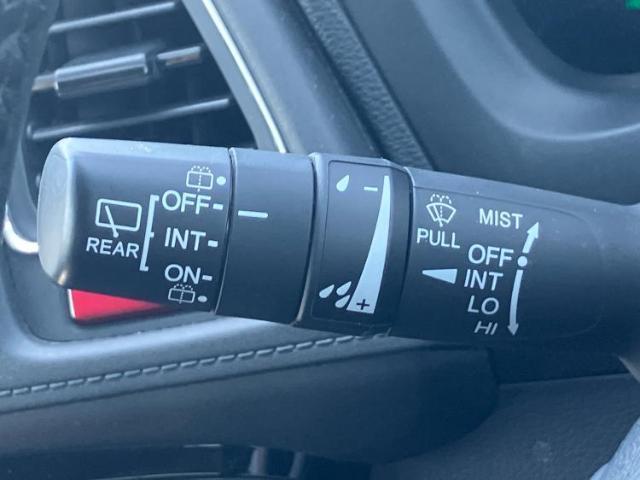 REAR
OFF
INT
ON
−
+
PULL
MIST
OFF
INT
LO
HI